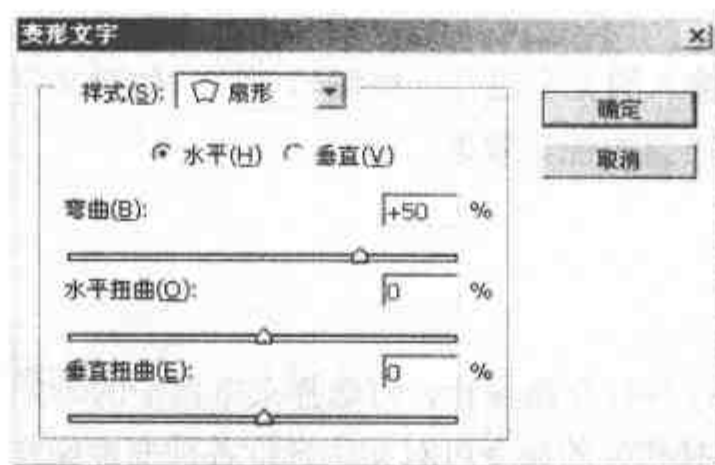 变形文字
样式(S): 扇形
确定
水平(H) 垂直(V)
取消
弯曲(B): +50 %
水平扭曲(O): 0 %
垂直扭曲(E): 0 %